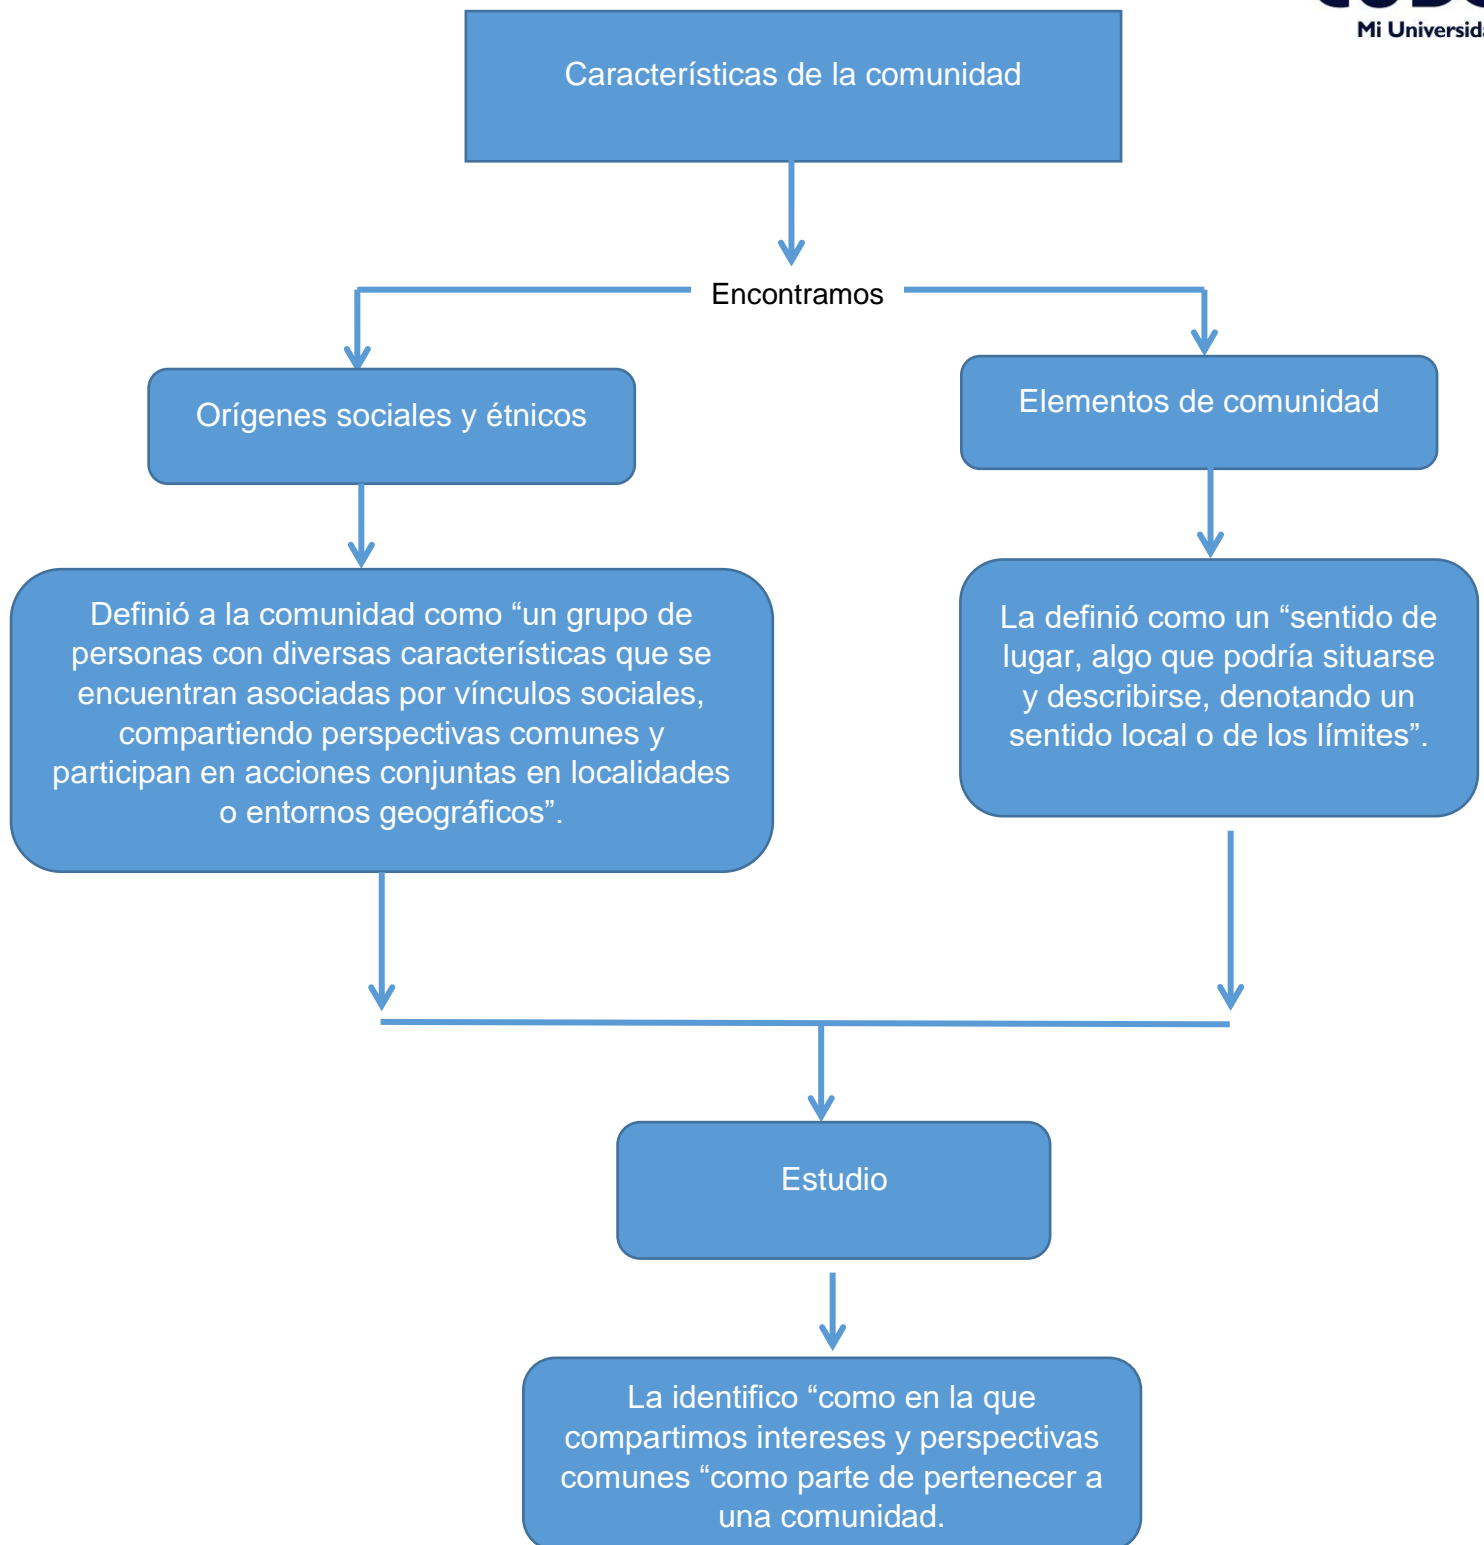 Mi Universida
Características de la comunidad
Encontramos
Orígenes sociales y étnicos
Elementos de comunidad
Definió a la comunidad como “un grupo de
personas con diversas características que se
encuentran asociadas por vínculos sociales,
compartiendo perspectivas comunes y
participan en acciones conjuntas en localidades
o entornos geográficos”.
La definió como un “sentido de
lugar, algo que podría situarse
y describirse, denotando un
sentido local o de los límites”.
Estudio
La identifico “como en la que
compartimos intereses y perspectivas
comunes “como parte de pertenecer a
una comunidad.